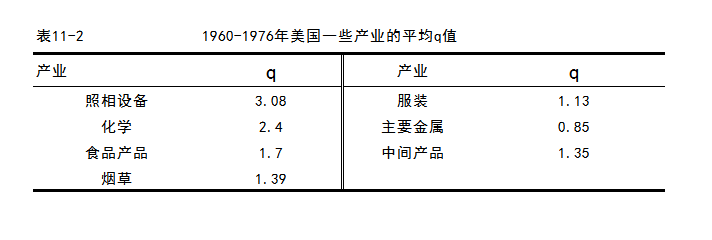 表11-2 1960-1976年美国一些产业的平均q值
产业 q 产业 q
照相设备 3.08 服装 1.13
化学 2.4 主要金属 0.85
食品产品 1.7 中间产品 1.35
烟草 1.39